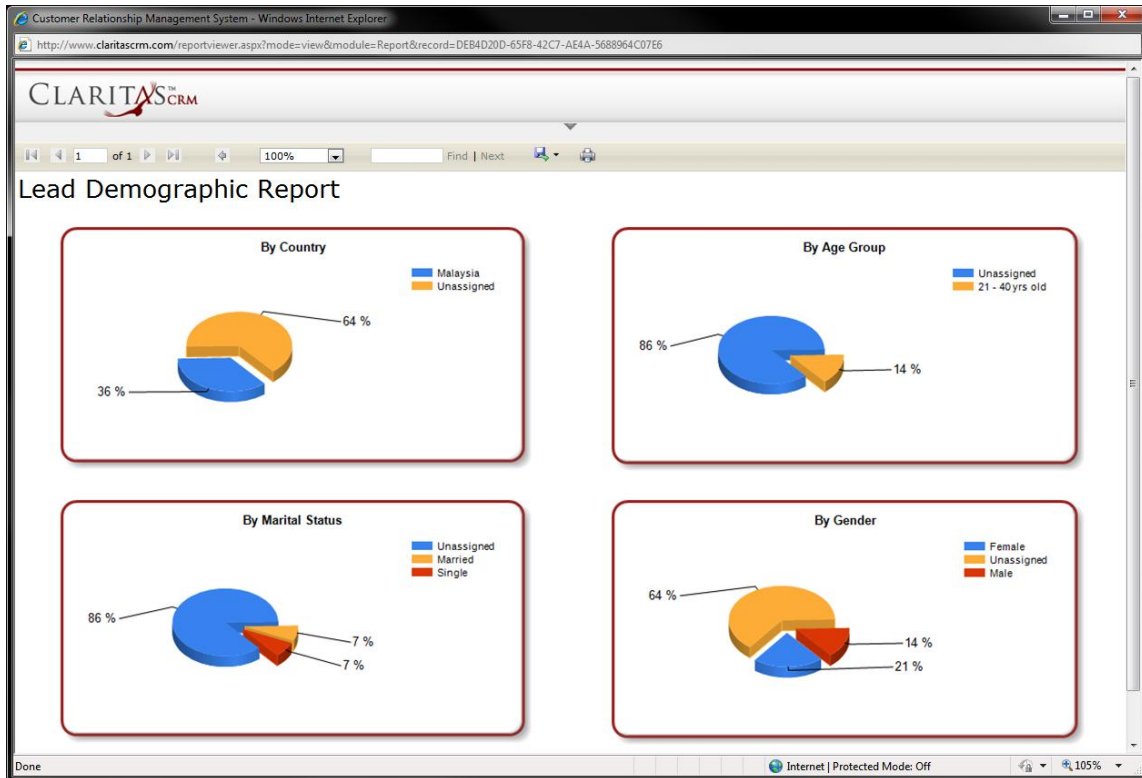 Customer Relationship Management System - Windows Internet Explorer
http://www.claritascrm.com/reportviewer.aspx?mode=view&module=Report&record=DEB4D20D-65F8-42C7-AE4A-5688964C07E6
CLARITAS™CRM
1 of 1 100% Find | Next
Lead Demographic Report
By Country
Malaysia
Unassigned
64 %
36 %
By Age Group
Unassigned
21 - 40 yrs old
86 %
14 %
By Marital Status
Unassigned
Married
Single
86 %
7 %
7 %
By Gender
Female
Unassigned
Male
64 %
14 %
21 %
Done Internet | Protected Mode: Off 105%